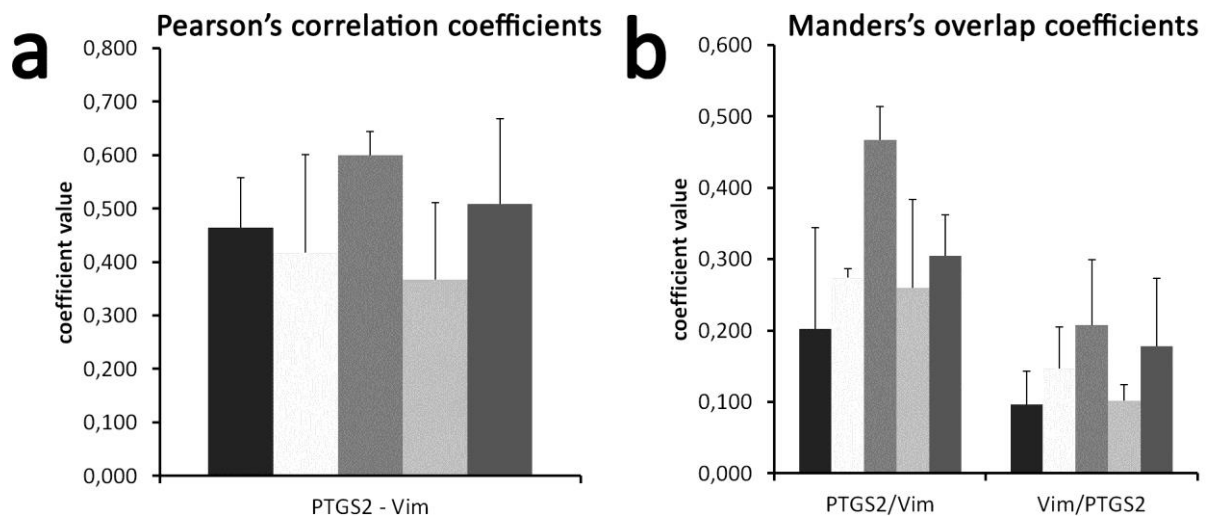 a
Pearson’s correlation coefficients
0,800
0,700
0,600
0,500
0,400
0,300
0,200
0,100
0,000
coefficient value
PTGS2 - Vim
b
Manders’s overlap coefficients
0,600
0,500
0,400
0,300
0,200
0,100
0,000
coefficient value
PTGS2/Vim
Vim/PTGS2